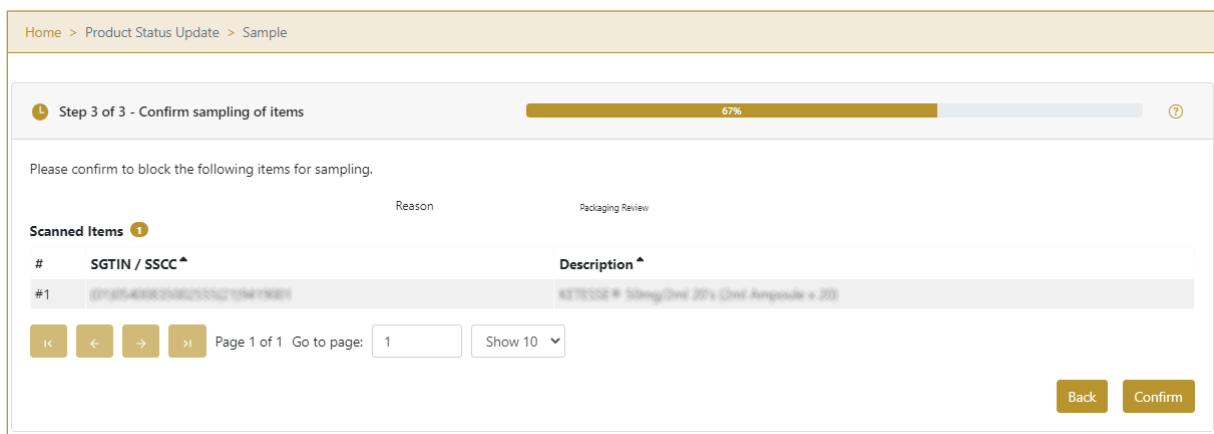 Home > Product Status Update > Sample
Step 3 of 3 - Confirm sampling of items 67%
Please confirm to block the following items for sampling.
Reason Packaging Review
Scanned Items 1
# SGTIN / SSCC Description
#1
Page 1 of 1 Go to page: 1 Show 10
Back Confirm